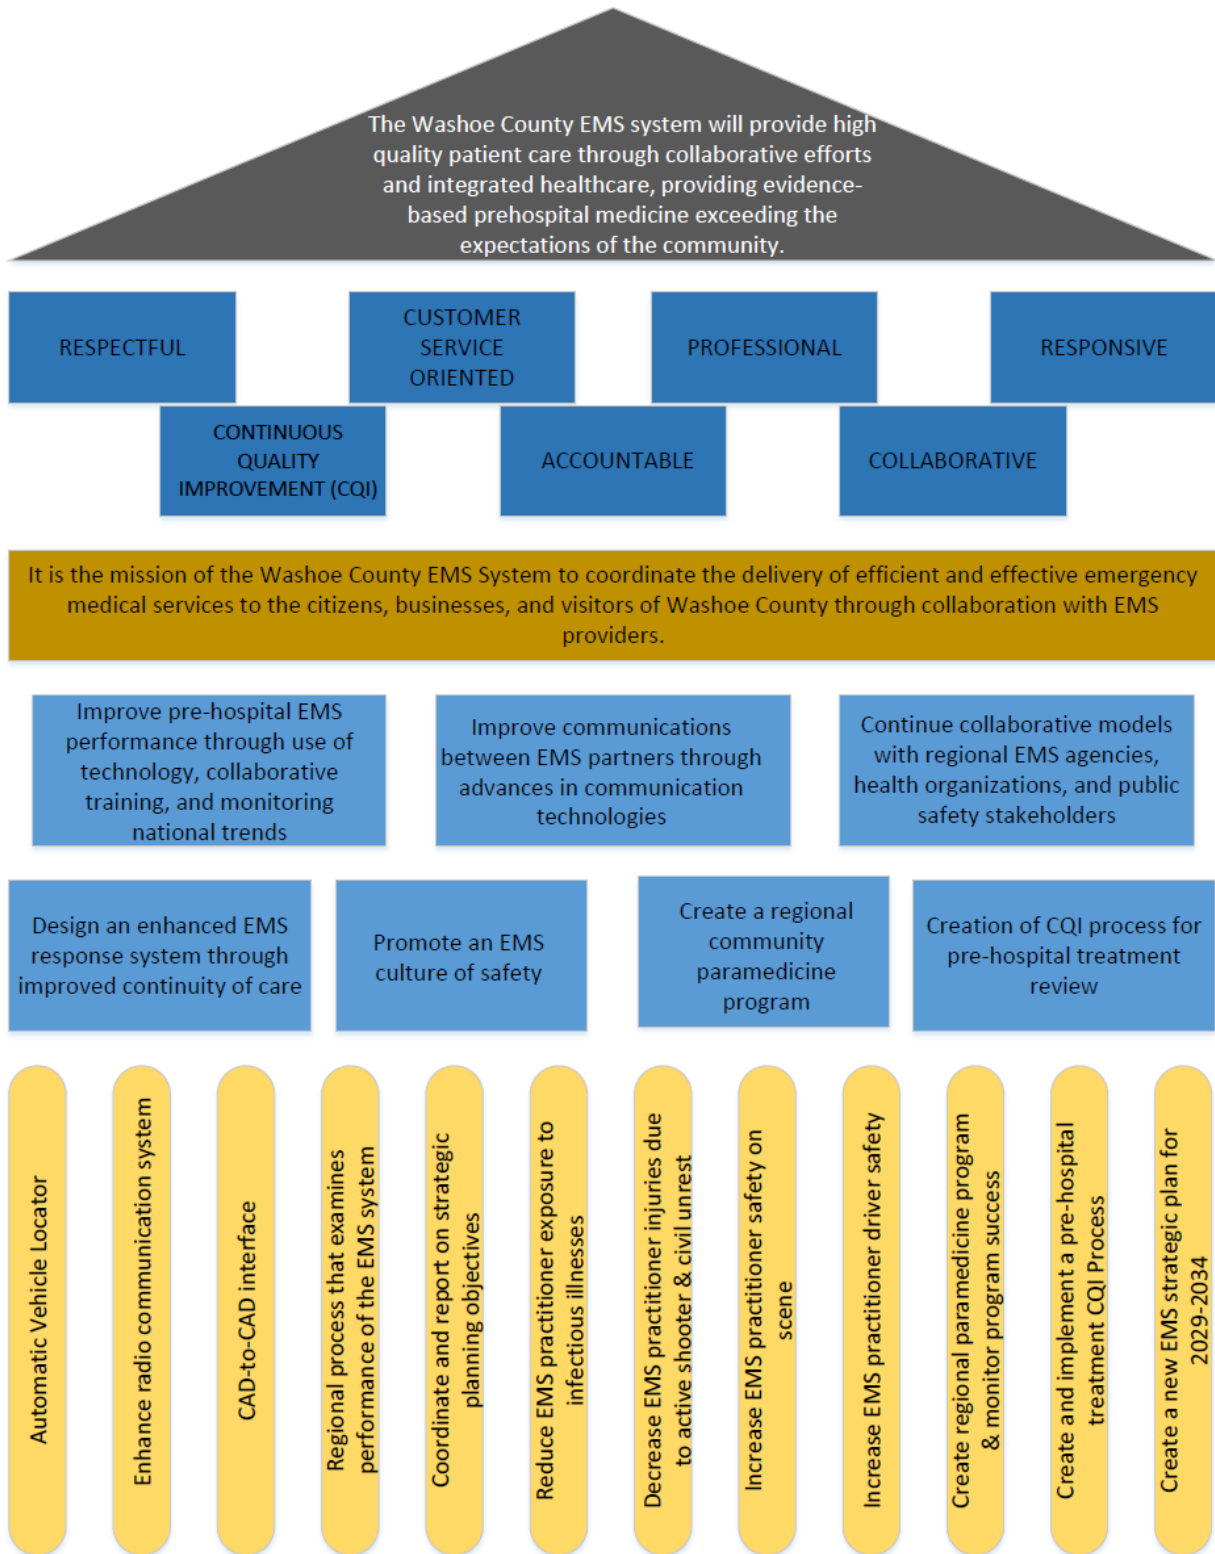 The Washoe County EMS system will provide high
quality patient care through collaborative efforts
and integrated healthcare, providing evidence-
based prehospital medicine exceeding the
expectations of the community.
RESPECTFUL
CUSTOMER
SERVICE
ORIENTED
PROFESSIONAL
RESPONSIVE
CONTINUOUS
QUALITY
IMPROVEMENT (CQI)
ACCOUNTABLE
COLLABORATIVE
It is the mission of the Washoe County EMS System to coordinate the delivery of efficient and effective emergency
medical services to the citizens, businesses, and visitors of Washoe County through collaboration with EMS
providers.
Improve pre-hospital EMS
performance through use of
technology, collaborative
training, and monitoring
national trends
Improve communications
between EMS partners through
advances in communication
technologies
Continue collaborative models
with regional EMS agencies,
health organizations, and public
safety stakeholders
Design an enhanced EMS
response system through
improved continuity of care
Promote an EMS
culture of safety
Create a regional
community
paramedicine
program
Creation of CQI process for
pre-hospital treatment
review
Automatic Vehicle Locator
Enhance radio communication system
CAD-to-CAD interface
Regional process that examines
performance of the EMS system
Coordinate and report on strategic
planning objectives
Reduce EMS practitioner exposure to
infectious illnesses
Decrease EMS practitioner injuries due
to active shooter & civil unrest
Increase EMS practitioner safety on
scene
Increase EMS practitioner driver safety
Create regional paramedicine program
& monitor program success
Create and implement a pre-hospital
treatment CQI Process
Create a new EMS strategic plan for
2029-2034